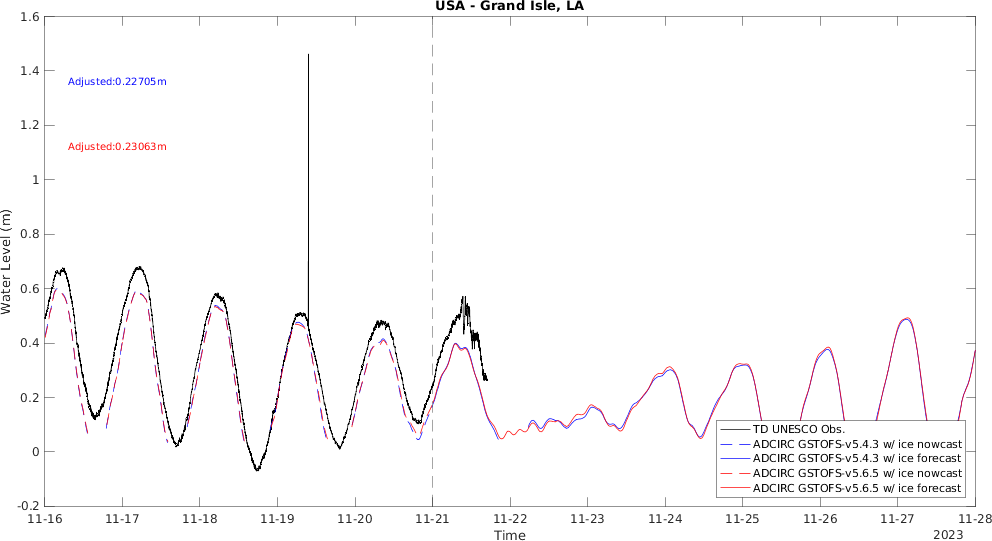 USA - Grand Isle, LA
1.6
1.4
1.2
1
0.8
0.6
0.4
0.2
0
-0.2
Water Level (m)
Adjusted:0.22705m
Adjusted:0.23063m
TD UNESCO Obs.
ADCIRC GSTOFS-v5.4.3 w/ ice nowcast
ADCIRC GSTOFS-v5.4.3 w/ ice forecast
ADCIRC GSTOFS-v5.6.5 w/ ice nowcast
ADCIRC GSTOFS-v5.6.5 w/ ice forecast
11-16 11-17 11-18 11-19 11-20 11-21 11-22 11-23 11-24 11-25 11-26 11-27 11-28
Time
2023